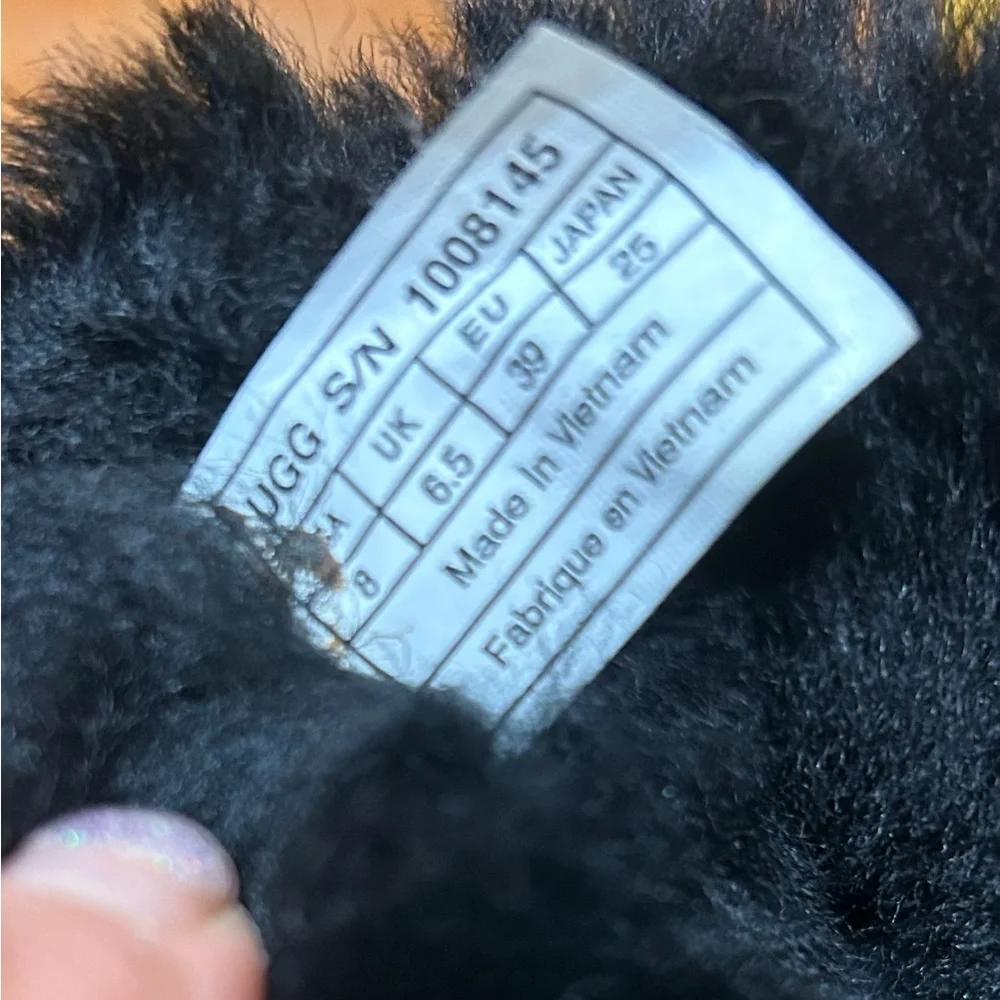 UGG S/N 1008145
UK EU JAPAN
8 6.5 39 25
Made In Vietnam
Fabrique en Vietnam